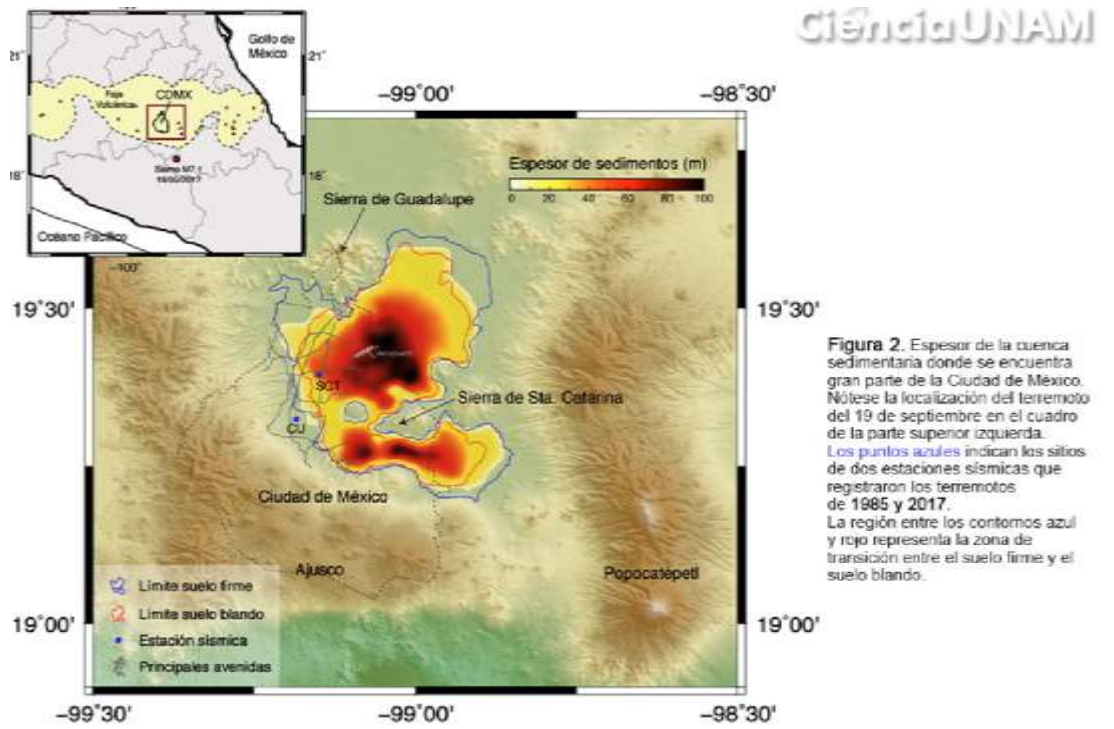 CienciaUNAM
Golfo de
México
21°
Faja
Volcánica
CDMX
18°
Sismo M7.1
Océano Pacífico
−100°
−99°00'
−98°30'
Espesor de sedimentos (m)
0 20 40 60 80 100
Sierra de Guadalupe
19°30'
19°30'
SCT
Sierra de Sta. Catarina
CU
Ciudad de México
Ajusco
Popocatépetl
Límite suelo firme
Límite suelo blando
Estación sísmica
Principales avenidas
19°00'
19°00'
−99°30'
−99°00'
−98°30'
Figura 2. Espesor de la cuenca
sedimentaria donde se encuentra
gran parte de la Ciudad de México.
Nótese la localización del terremoto
del 19 de septiembre en el cuadro
de la parte superior izquierda.
Los puntos azules indican los sitios
de dos estaciones sísmicas que
registraron los terremotos
de 1985 y 2017.
La región entre los contornos azul
y rojo representa la zona de
transición entre el suelo firme y el
suelo blando.